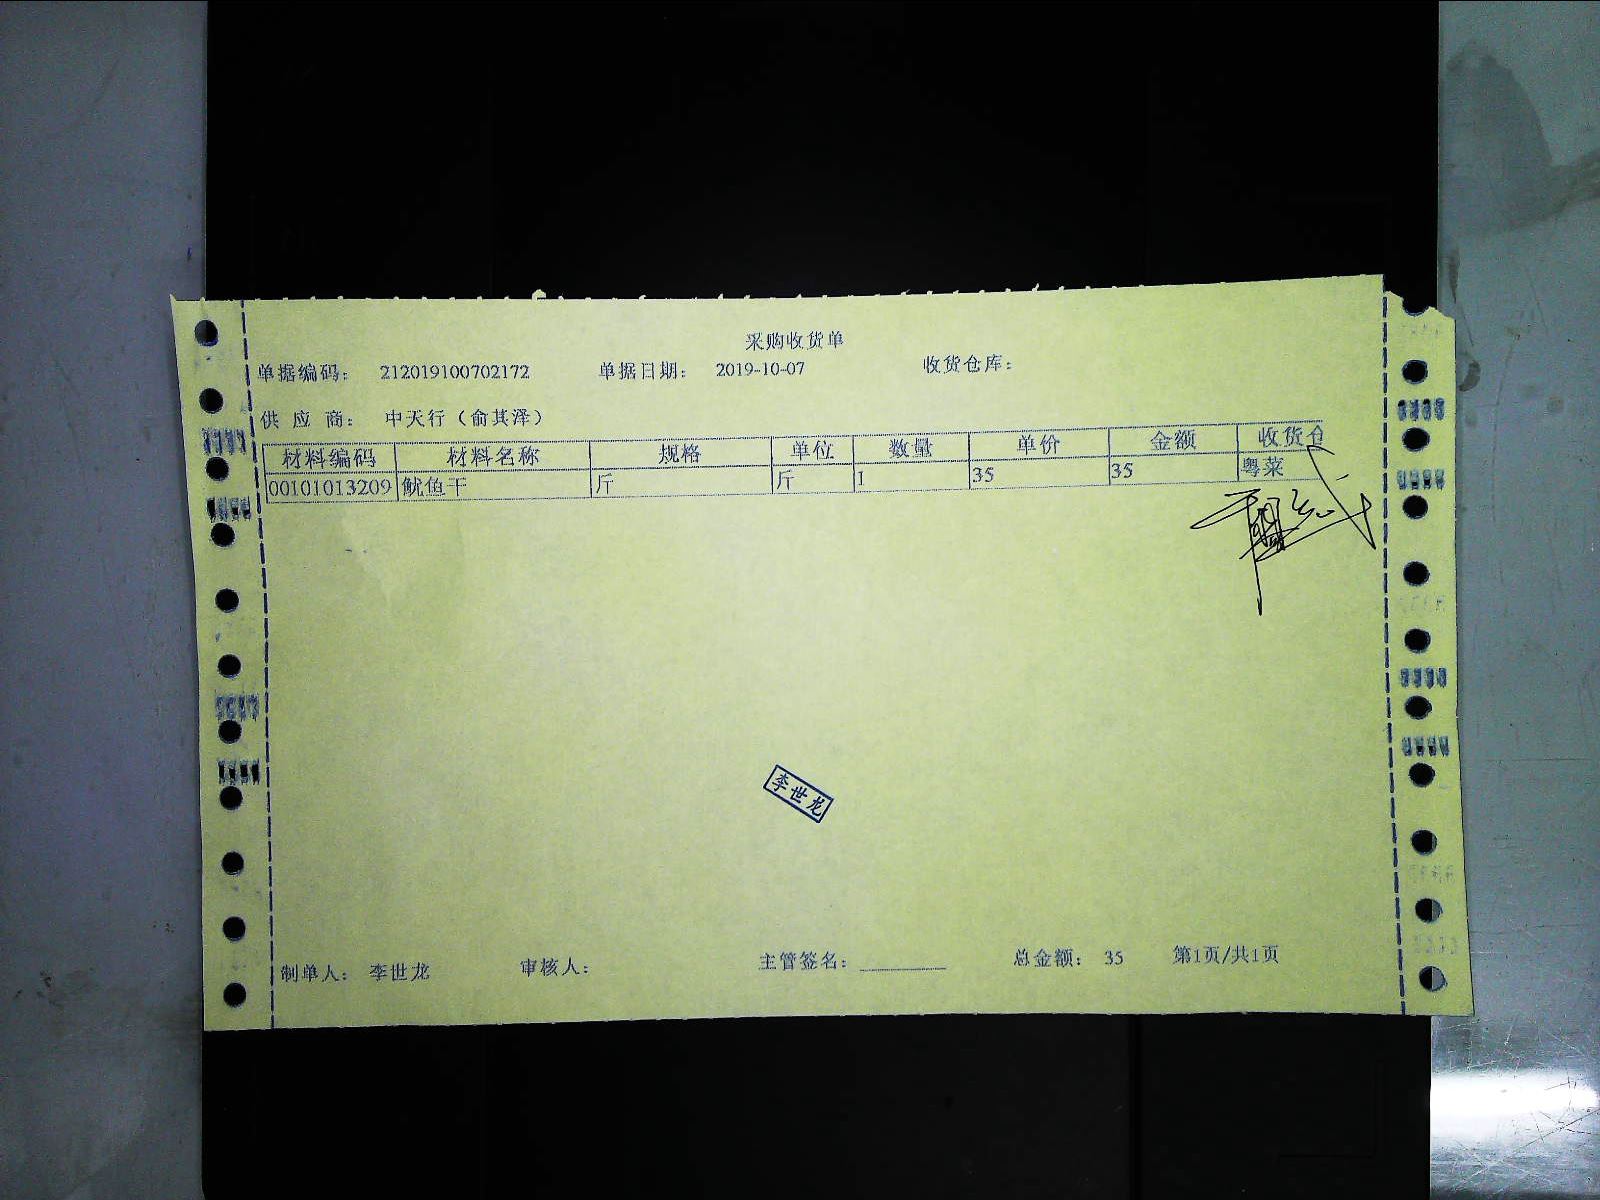 采购收货单
单据编码： 212019100702172 单据日期： 2019-10-07 收货仓库：
供 应 商： 中天行（俞其泽）
材料编码 材料名称 规格 单位 数量 单价 金额 收货仓
00101013209 鱿鱼干 斤 斤 1 35 35 粤菜
李世龙
制单人： 李世龙 审核人： 主管签名： 总金额： 35 第1页/共1页